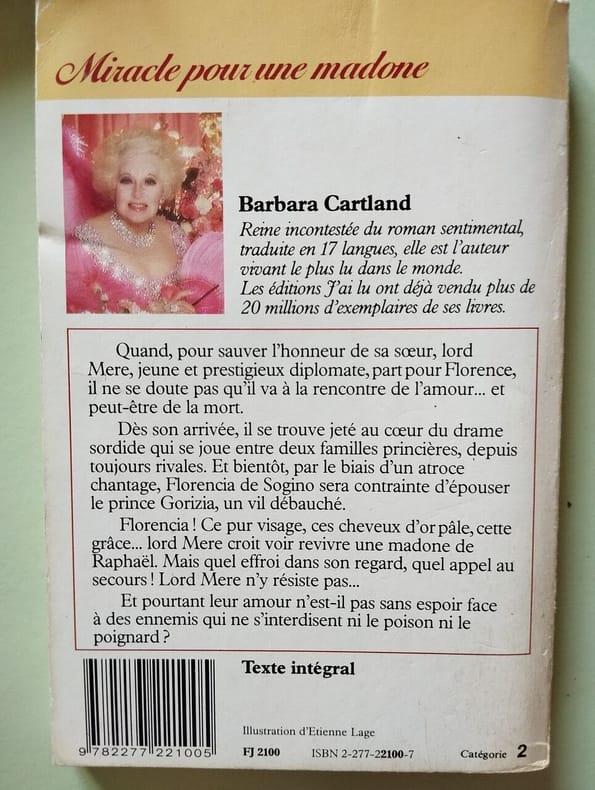 Miracle pour une madone
Barbara Cartland
Reine incontestée du roman sentimental,
traduite en 17 langues, elle est l'auteur
vivant le plus lu dans le monde.
Les éditions J'ai lu ont déjà vendu plus de
20 millions d'exemplaires de ses livres.
Quand, pour sauver l'honneur de sa sœur, lord
Mere, jeune et prestigieux diplomate, part pour Florence,
il ne se doute pas qu'il va à la rencontre de l'amour... et
peut-être de la mort.
Dès son arrivée, il se trouve jeté au cœur du drame
sordide qui se joue entre deux familles princières, depuis
toujours rivales. Et bientôt, par le biais d'un atroce
chantage, Florencia de Sogino sera contrainte d'épouser
le prince Gorizia, un vil débauché.
Florencia ! Ce pur visage, ces cheveux d'or pâle, cette
grâce... lord Mere croit voir revivre une madone de
Raphaël. Mais quel effroi dans son regard, quel appel au
secours ! Lord Mere n'y résiste pas...
Et pourtant leur amour n'est-il pas sans espoir face
à des ennemis qui ne s'interdisent ni le poison ni le
poignard ?
Texte intégral
Illustration d'Etienne Lage
9 782277 221005
FJ 2100 ISBN 2-277-22100-7 Catégorie 2